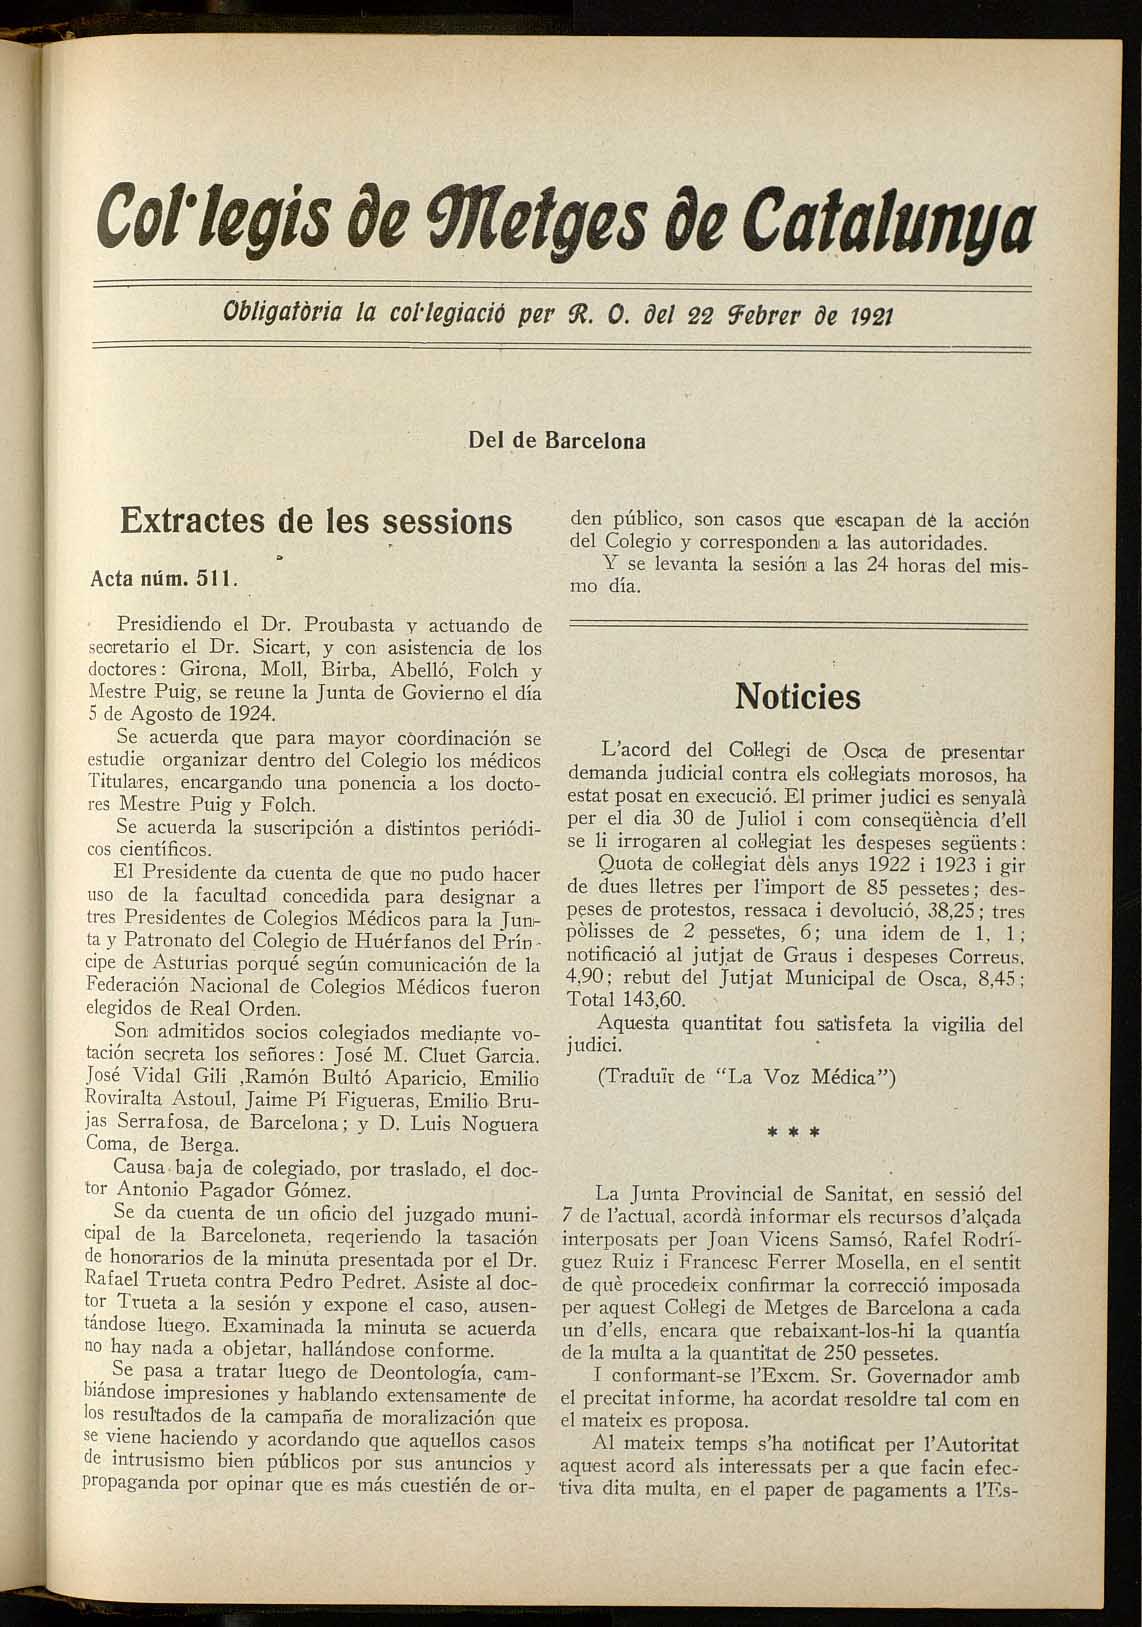 Col·legis de Metges de Catalunya
Obligatòria la col·legiació per R. O. del 22 Febrer de 1921
Del de Barcelona
Extractes de les sessions
Acta núm. 511.
Presidiendo el Dr. Proubasta y actuando de
secretario el Dr. Sicart, y con asistencia de los
doctores: Girona, Moll, Birba, Abelló, Folch y
Mestre Puig, se reune la Junta de Govierno el día
5 de Agosto de 1924.
Se acuerda que para mayor còordinación se
estudie organizar dentro del Colegio los médicos
Titulares, encargando una ponencia a los docto-
res Mestre Puig y Folch.
Se acuerda la suscripción a distintos periódi-
cos científicos.
El Presidente da cuenta de que no pudo hacer
uso de la facultad concedida para designar a
tres Presidentes de Colegios Médicos para la Jun-
ta y Patronato del Colegio de Huérfanos del Prín-
cipe de Asturias porqué según comunicación de la
Federación Nacional de Colegios Médicos fueron
elegidos de Real Orden.
Son admitidos socios colegiados mediante vo-
tación secreta los señores: José M. Cluet Garcia.
José Vidal Gili ,Ramón Bultó Aparicio, Emilio
Roviralta Astoul, Jaime Pí Figueras, Emilio Bru-
jas Serrafosa, de Barcelona; y D. Luis Noguera
Coma, de Berga.
Causa baja de colegiado, por traslado, el doc-
tor Antonio Pagador Gómez.
Se da cuenta de un oficio del juzgado muni-
cipal de la Barceloneta, reqeriendo la tasación
de honorarios de la minuta presentada por el Dr.
Rafael Trueta contra Pedro Pedret. Asiste al doc-
tor Trueta a la sesión y expone el caso, ausen-
tándose luego. Examinada la minuta se acuerda
no hay nada a objetar, hallándose conforme.
Se pasa a tratar luego de Deontología, cam-
biándose impresiones y hablando extensamente de
los resultados de la campaña de moralización que
se viene haciendo y acordando que aquellos casos
de intrusismo bien públicos por sus anuncios y
propaganda por opinar que es más cuestién de or-
den público, son casos que escapan dé la acción
del Colegio y corresponden a las autoridades.
Y se levanta la sesión a las 24 horas del mis-
mo día.
Noticies
L'acord del Col·legi de Osca de presentar
demanda judicial contra els col·legiats morosos, ha
estat posat en execució. El primer judici es senyalà
per el dia 30 de Juliol i com conseqüència d'ell
se li irrogaren al col·legiat les despeses següents:
Quota de col·legiat dèls anys 1922 i 1923 i gir
de dues lletres per l'import de 85 pessetes; des-
peses de protestos, ressaca i devolució, 38,25; tres
pòlisses de 2 pessetes, 6; una idem de 1, 1;
notificació al jutjat de Graus i despeses Correus,
4,90; rebut del Jutjat Municipal de Osca, 8,45;
Total 143,60.
Aquesta quantitat fou satisfeta la vigilia del
judici.
(Traduït de "La Voz Médica")
* * *
La Junta Provincial de Sanitat, en sessió del
7 de l'actual, acordà informar els recursos d'alçada
interposats per Joan Vicens Samsó, Rafel Rodrí-
guez Ruiz i Francesc Ferrer Mosella, en el sentit
de què procedeix confirmar la correcció imposada
per aquest Col·legi de Metges de Barcelona a cada
un d'ells, encara que rebaixant-los-hi la quantía
de la multa a la quantitat de 250 pessetes.
I conformant-se l'Excm. Sr. Governador amb
el precitat informe, ha acordat resoldre tal com en
el mateix es proposa.
Al mateix temps s'ha notificat per l'Autoritat
aquest acord als interessats per a que facin efec-
tiva dita multa, en el paper de pagaments a l'Es-